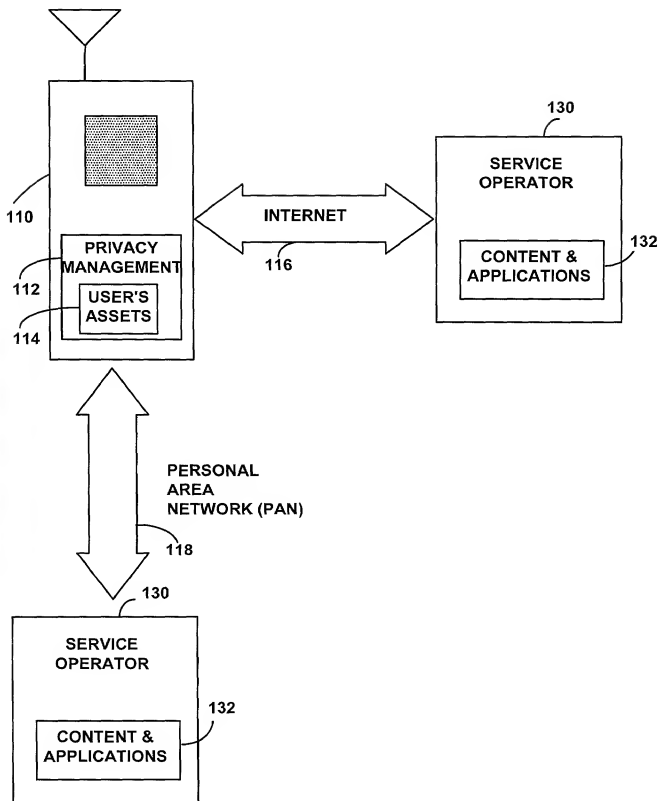 130
SERVICE
OPERATOR
110
INTERNET
132
PRIVACY
MANAGEMENT
116
CONTENT &
APPLICATIONS
112
USER'S
ASSETS
114
PERSONAL
AREA
NETWORK (PAN)
118
130
SERVICE
OPERATOR
132
CONTENT &
APPLICATIONS